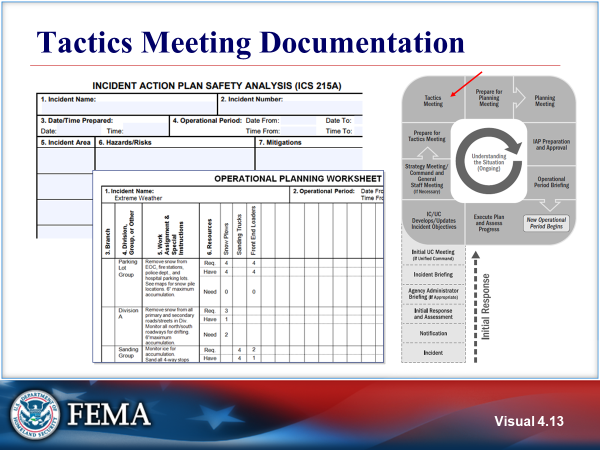 Tactics Meeting Documentation
INCIDENT ACTION PLAN SAFETY ANALYSIS (ICS 215A)
1. Incident Name:
2. Incident Number:
3. Date/Time Prepared:
Date: Time:
4. Operational Period: Date From: Date To:
Time From: Time To:
5. Incident Area
6. Hazards/Risks
7. Mitigations
OPERATIONAL PLANNING WORKSHEET
1. Incident Name:
Extreme Weather
2. Operational Period: Date Fr
Time Fr
3. Branch
4. Division,
Group, or Other
5. Work
Assignment &
Special
Instructions
6. Resources
Snow Plows
Sanding Trucks
Front End Loaders
Parking
Lot
Group
Remove snow from
EOC, fire stations,
police dept., and
hospital parking lots.
See maps for snow pile
locations. 6" maximum
accumulation.
Req. 4 4
Have 4 4
Need 0 0
Division
A
Remove snow from all
primary and secondary
roads/streets in Div.
Monitor all north/south
roadways for drifting.
6"maximum
accumulation.
Req. 3
Have 1
Need 2
Sanding
Group
Monitor ice for
accumulation.
Sand all 4-way stops
Req. 4 2
Have 4 1
Tactics
Meeting
Prepare for
Planning
Meeting
Planning
Meeting
Prepare for
Tactics Meeting
IAP Preparation
and Approval
Understanding
the Situation
(Ongoing)
Strategy Meeting/
Command and
General
Staff Meeting
(If Necessary)
Operational
Period Briefing
IC/UC
Develops/Updates
Incident Objectives
Execute Plan
and Assess
Progress
New Operational
Period Begins
Initial UC Meeting
(If Unified Command)
Incident Briefing
Agency Administrator
Briefing (If Appropriate)
Initial Response
and Assessment
Notification
Incident
Initial Response
U.S. DEPARTMENT OF
HOMELAND SECURITY
FEMA
Visual 4.13